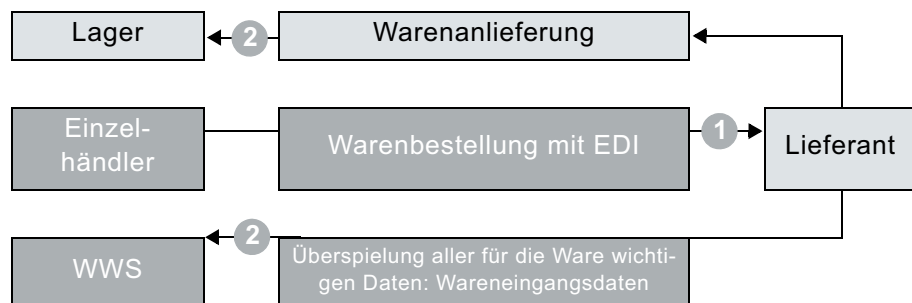 Lager
2
Warenanlieferung
Einzel-
händler
Warenbestellung mit EDI
1
Lieferant
WWS
2
Überspielung aller für die Ware wichti-
gen Daten: Wareneingangsdaten